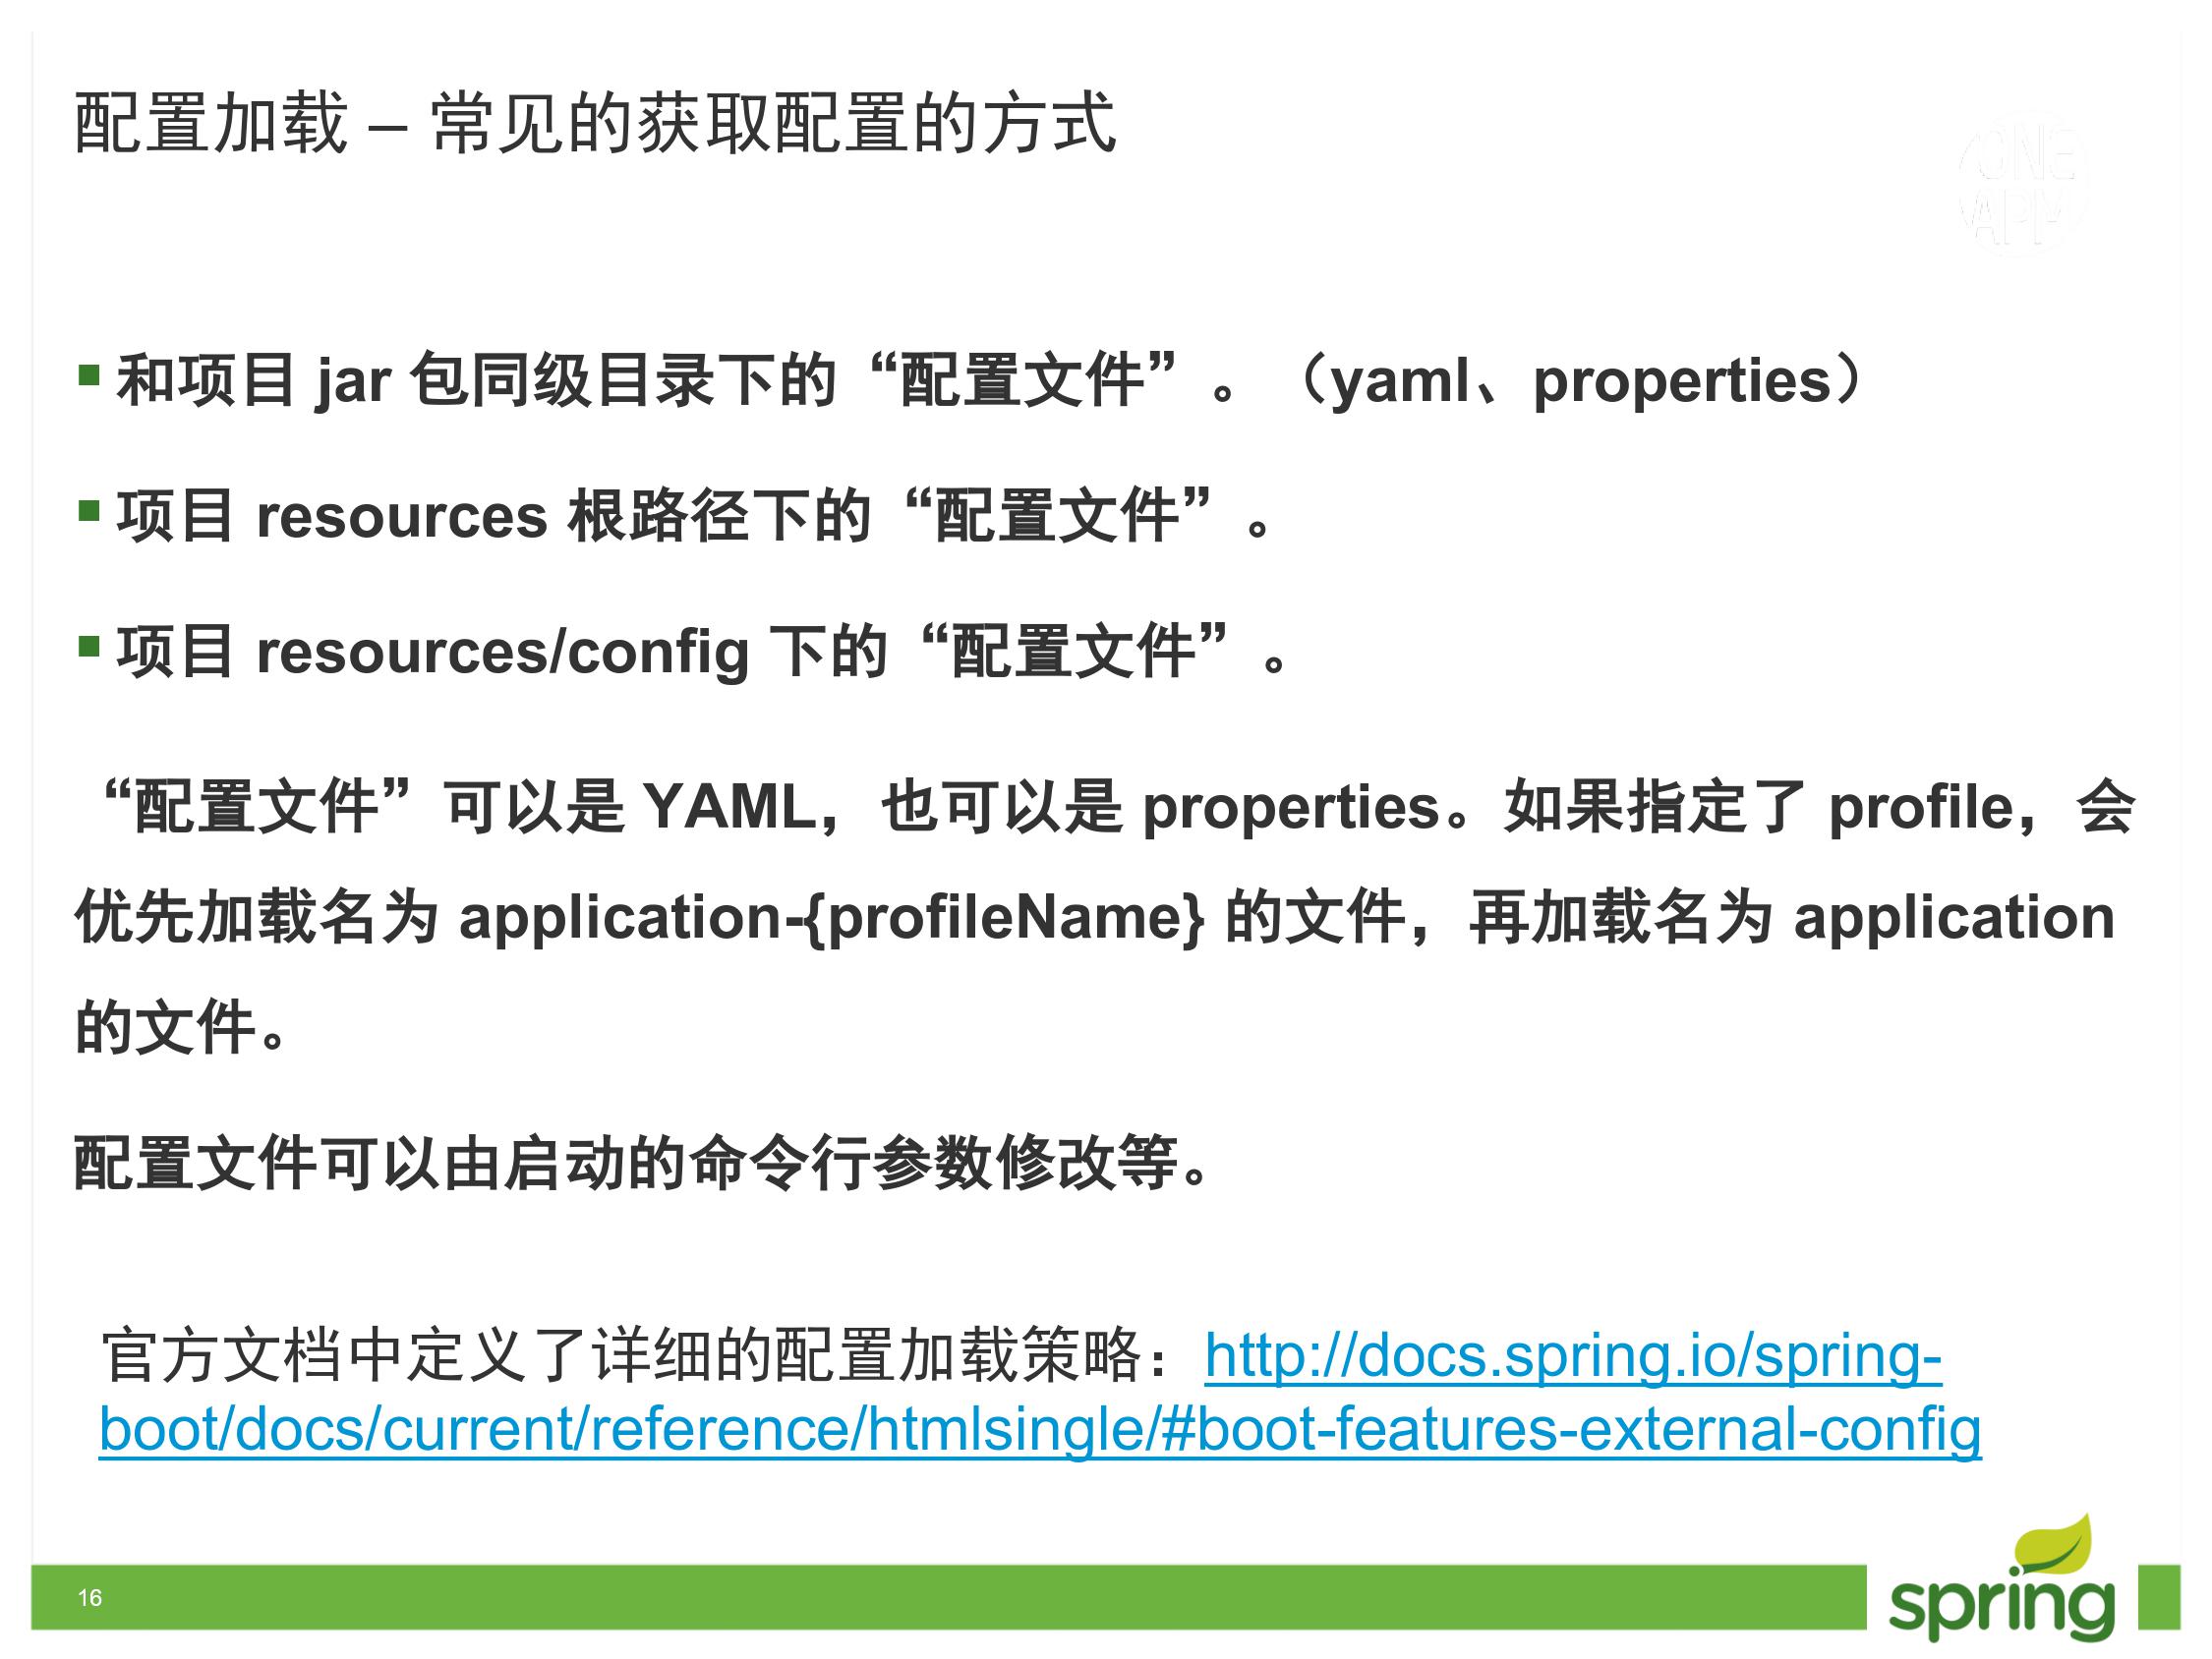 配置加载 – 常见的获取配置的方式
ONE
APM
▪ 和项目 jar 包同级目录下的“配置文件”。（yaml、properties）
▪ 项目 resources 根路径下的“配置文件”。
▪ 项目 resources/config 下的“配置文件”。
“配置文件”可以是 YAML，也可以是 properties。如果指定了 profile，会
优先加载名为 application-{profileName} 的文件，再加载名为 application
的文件。
配置文件可以由启动的命令行参数修改等。
官方文档中定义了详细的配置加载策略：http://docs.spring.io/spring-
boot/docs/current/reference/htmlsingle/#boot-features-external-config
16
spring